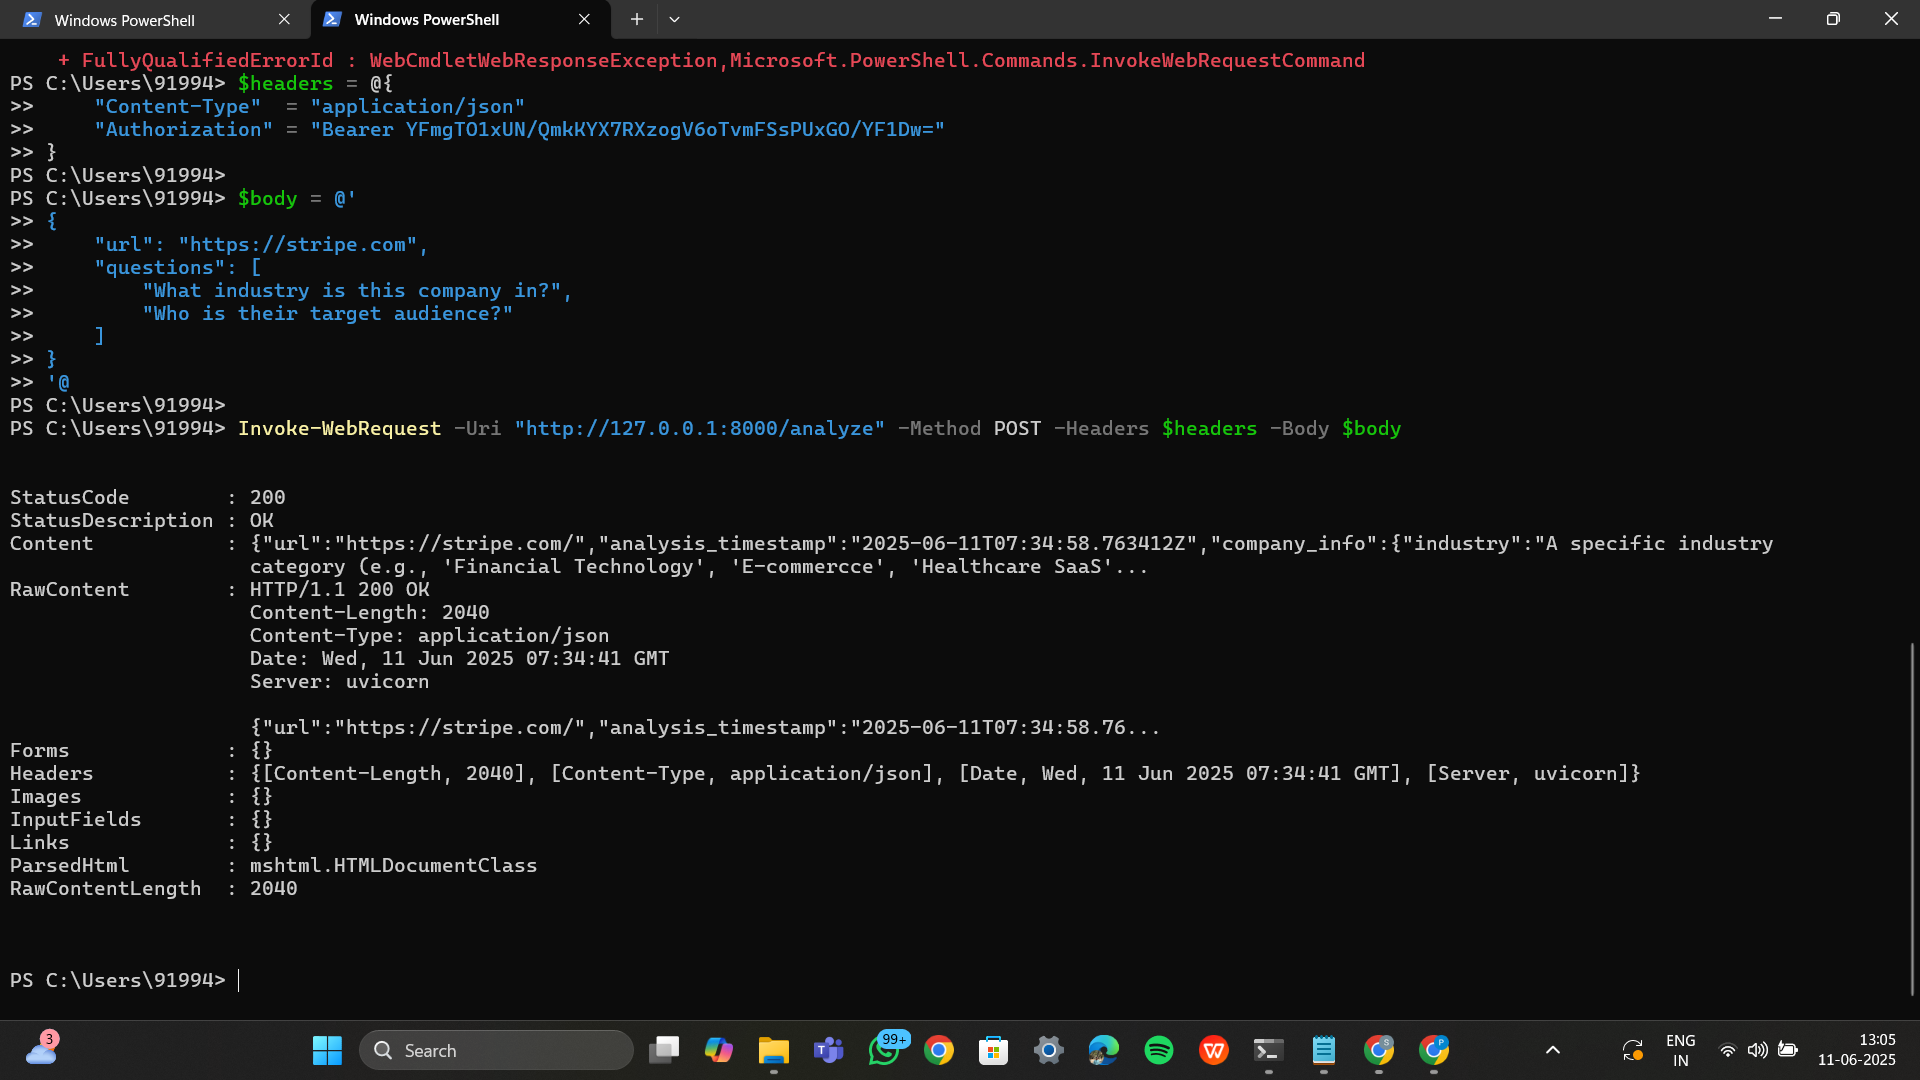 Windows PowerShell
Windows PowerShell
+ FullyQualifiedErrorId : WebCmdletWebResponseException,Microsoft.PowerShell.Commands.InvokeWebRequestCommand
PS C:\Users\91994> $headers = @{
>>     "Content-Type"  = "application/json"
>>     "Authorization" = "Bearer YFmgTO1xUN/QmkKYX7RXzogV6oTvmFSsPUxGO/YF1Dw="
>> }
PS C:\Users\91994>
PS C:\Users\91994> $body = @'
>> {
>>     "url": "https://stripe.com",
>>     "questions": [
>>         "What industry is this company in?",
>>         "Who is their target audience?"
>>     ]
>> }
>> '@
PS C:\Users\91994>
PS C:\Users\91994> Invoke-WebRequest -Uri "http://127.0.0.1:8000/analyze" -Method POST -Headers $headers -Body $body
StatusCode        : 200
StatusDescription : OK
Content           : {"url":"https://stripe.com/","analysis_timestamp":"2025-06-11T07:34:58.763412Z","company_info":{"industry":"A specific industry
category (e.g., 'Financial Technology', 'E-commercce', 'Healthcare SaaS'...
RawContent        : HTTP/1.1 200 OK
Content-Length: 2040
Content-Type: application/json
Date: Wed, 11 Jun 2025 07:34:41 GMT
Server: uvicorn
{"url":"https://stripe.com/","analysis_timestamp":"2025-06-11T07:34:58.76...
Forms             : {}
Headers           : {[Content-Length, 2040], [Content-Type, application/json], [Date, Wed, 11 Jun 2025 07:34:41 GMT], [Server, uvicorn]}
Images            : {}
InputFields       : {}
Links             : {}
ParsedHtml        : mshtml.HTMLDocumentClass
RawContentLength  : 2040
PS C:\Users\91994>
3
Search
99+
S
P
ENG
IN
13:05
11-06-2025